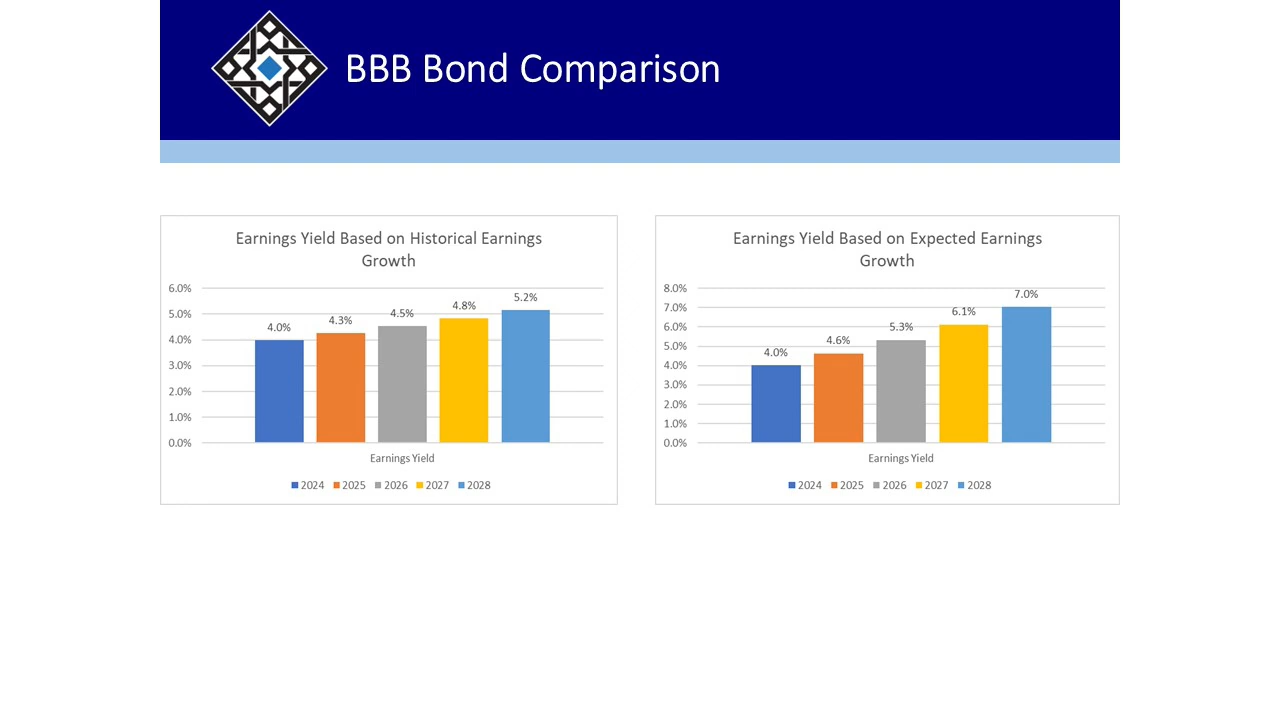 BBB Bond Comparison
Earnings Yield Based on Historical Earnings
Growth
6.0%
5.0%
4.0%
3.0%
2.0%
1.0%
0.0%
4.0%
4.3%
4.5%
4.8%
5.2%
Earnings Yield
2024 2025 2026 2027 2028
Earnings Yield Based on Expected Earnings
Growth
8.0%
7.0%
6.0%
5.0%
4.0%
3.0%
2.0%
1.0%
0.0%
4.0%
4.6%
5.3%
6.1%
7.0%
Earnings Yield
2024 2025 2026 2027 2028